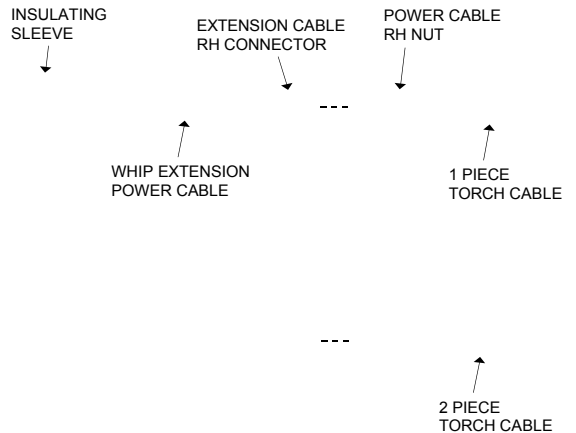 INSULATING
SLEEVE
EXTENSION CABLE
RH CONNECTOR
POWER CABLE
RH NUT
WHIP EXTENSION
POWER CABLE
1 PIECE
TORCH CABLE
2 PIECE
TORCH CABLE